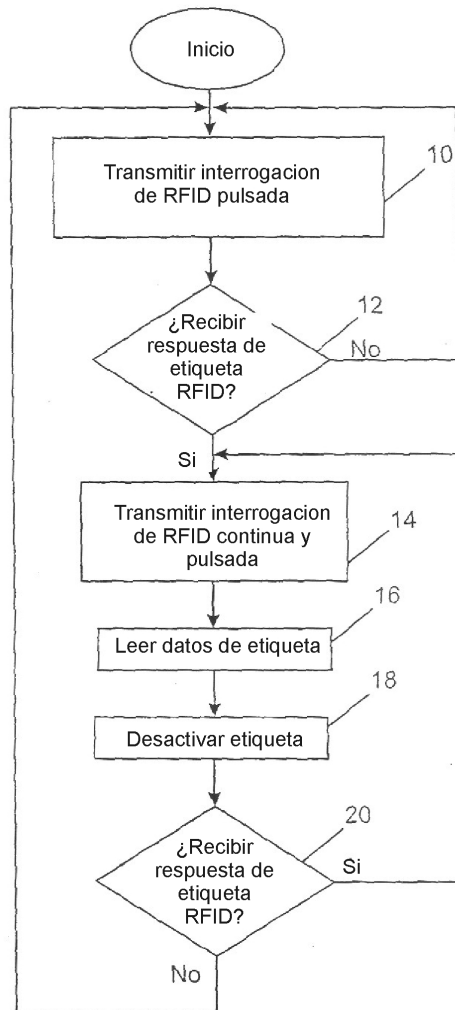 Inicio
Transmitir interrogacion
de RFID pulsada
10
¿Recibir
respuesta de
etiqueta
RFID?
12
No
Si
Transmitir interrogacion
de RFID continua y
pulsada
14
16
Leer datos de etiqueta
18
Desactivar etiqueta
20
¿Recibir
respuesta de
etiqueta
RFID?
Si
No